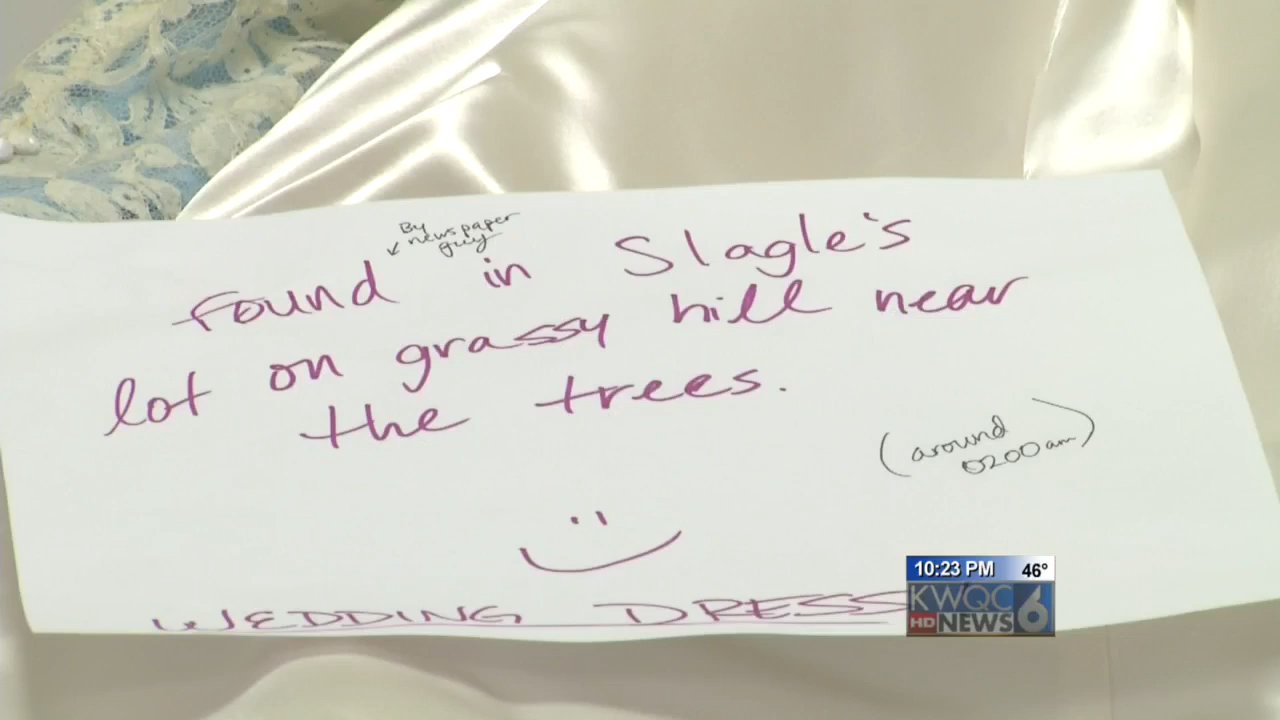 By
newspaper
guy
Found in Slagle's
lot on grassy hill near
the trees.
(around
0200am)
WEDDING DRESS
10:23 PM 46°
KWQC
HD NEWS 6